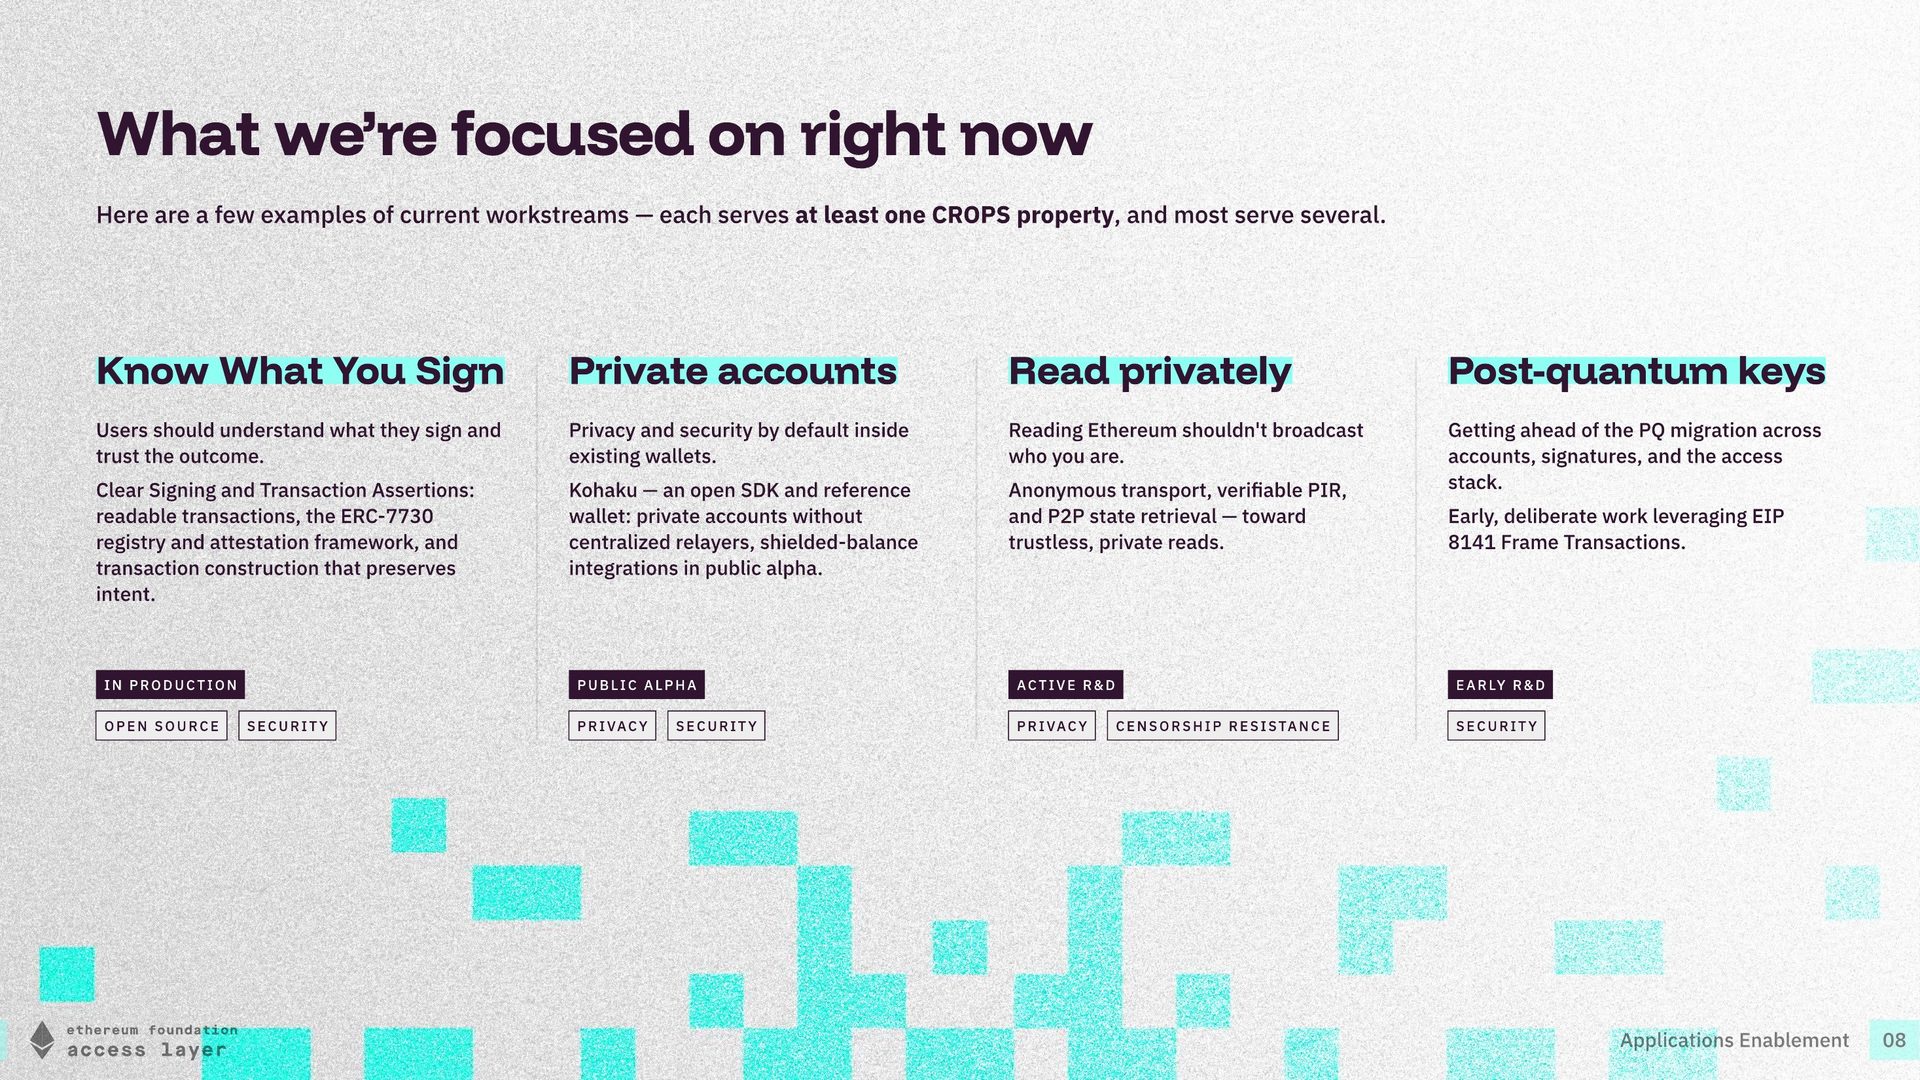 What we’re focused on right now
Here are a few examples of current workstreams — each serves at least one CROPS property, and most serve several.
Know What You Sign
Users should understand what they sign and
trust the outcome.
Clear Signing and Transaction Assertions:
readable transactions, the ERC-7730
registry and attestation framework, and
transaction construction that preserves
intent.
IN PRODUCTION
OPEN SOURCE
SECURITY
Private accounts
Privacy and security by default inside
existing wallets.
Kohaku — an open SDK and reference
wallet: private accounts without
centralized relayers, shielded-balance
integrations in public alpha.
PUBLIC ALPHA
PRIVACY
SECURITY
Read privately
Reading Ethereum shouldn't broadcast
who you are.
Anonymous transport, verifiable PIR,
and P2P state retrieval — toward
trustless, private reads.
ACTIVE R&D
PRIVACY
CENSORSHIP RESISTANCE
Post-quantum keys
Getting ahead of the PQ migration across
accounts, signatures, and the access
stack.
Early, deliberate work leveraging EIP
8141 Frame Transactions.
EARLY R&D
SECURITY
ethereum foundation
access layer
Applications Enablement
08